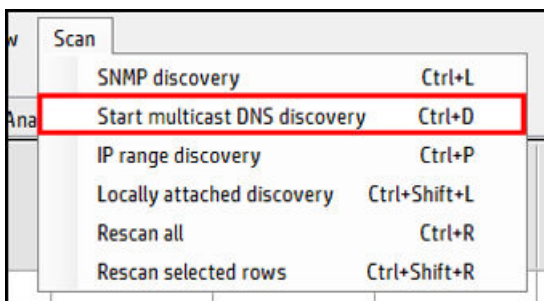 w Scan
SNMP discovery Ctrl+L
Ana Start multicast DNS discovery Ctrl+D
IP range discovery Ctrl+P
Locally attached discovery Ctrl+Shift+L
Rescan all Ctrl+R
Rescan selected rows Ctrl+Shift+R